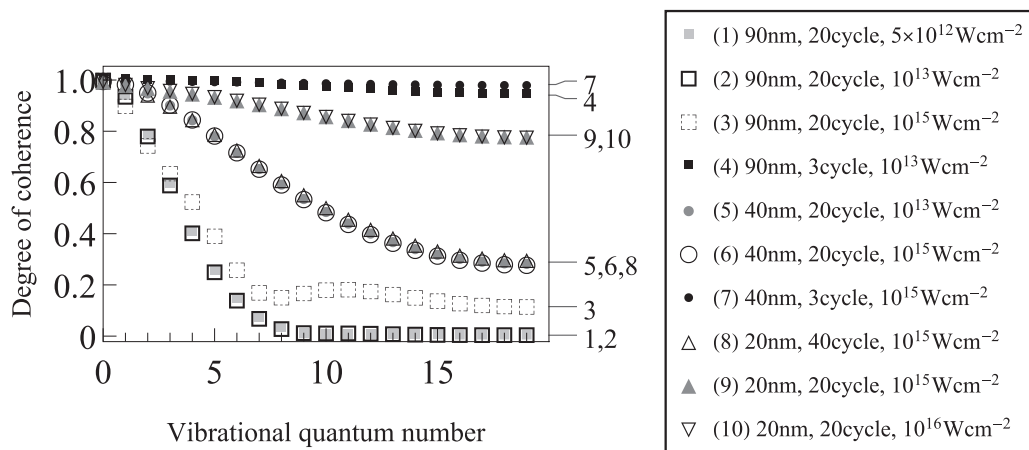 Degree of coherence
1.0
0.8
0.6
0.4
0.2
0
0
5
10
15
Vibrational quantum number
7
4
9,10
5,6,8
3
1,2
(1) 90nm, 20cycle, 5×10¹²Wcm⁻²
(2) 90nm, 20cycle, 10¹³Wcm⁻²
(3) 90nm, 20cycle, 10¹⁵Wcm⁻²
(4) 90nm, 3cycle, 10¹³Wcm⁻²
(5) 40nm, 20cycle, 10¹³Wcm⁻²
(6) 40nm, 20cycle, 10¹⁵Wcm⁻²
(7) 40nm, 3cycle, 10¹⁵Wcm⁻²
(8) 20nm, 40cycle, 10¹⁵Wcm⁻²
(9) 20nm, 20cycle, 10¹⁵Wcm⁻²
(10) 20nm, 20cycle, 10¹⁶Wcm⁻²